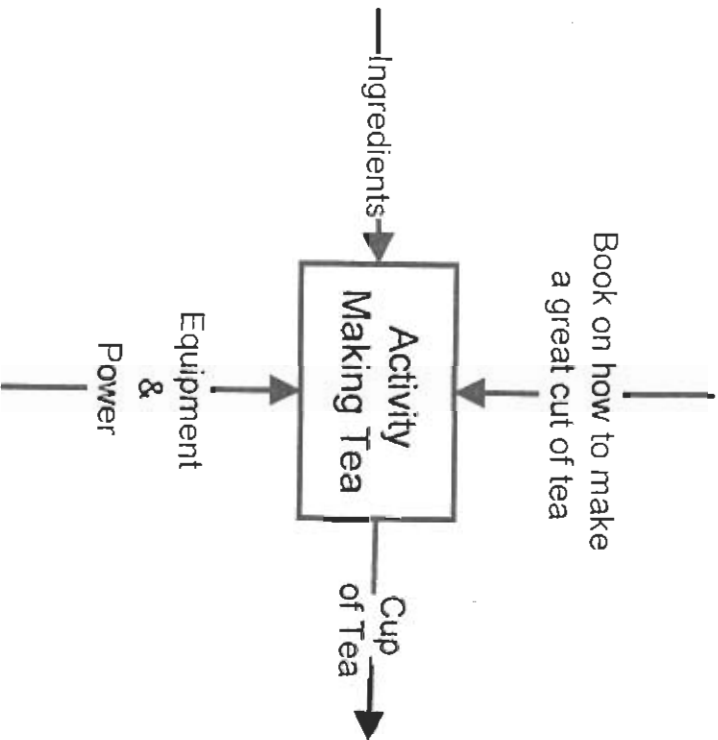 Book on how to make
a great cut of tea
Ingredients
Activity
Making Tea
Cup
of Tea
Equipment
&
Power